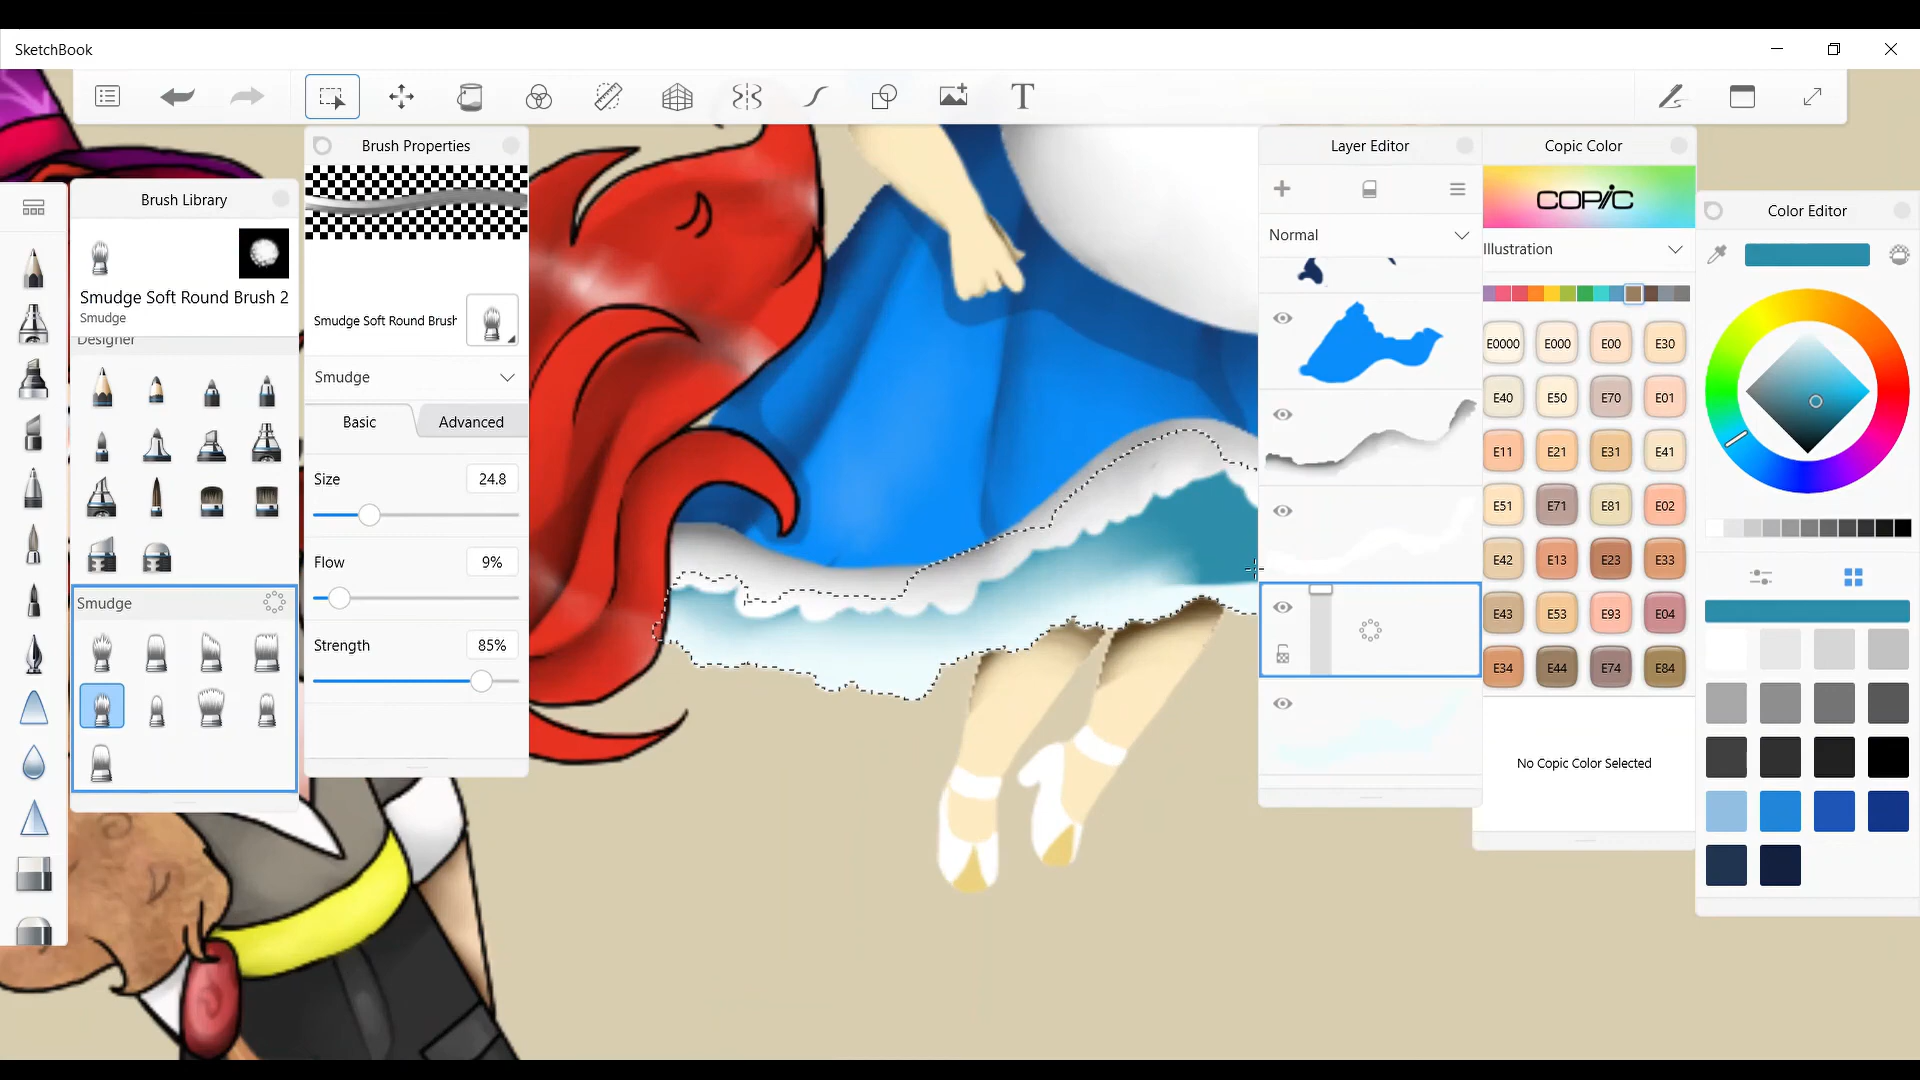 SketchBook
T
Brush Library
Smudge Soft Round Brush 2
Smudge
Designer
Smudge
Brush Properties
Smudge Soft Round Brush
Smudge
Basic
Advanced
Size
24.8
Flow
9%
Strength
85%
Layer Editor
Normal
Copic Color
COPIC
Illustration
E0000 E000 E00 E30
E40 E50 E70 E01
E11 E21 E31 E41
E51 E71 E81 E02
E42 E13 E23 E33
E43 E53 E93 E04
E34 E44 E74 E84
No Copic Color Selected
Color Editor